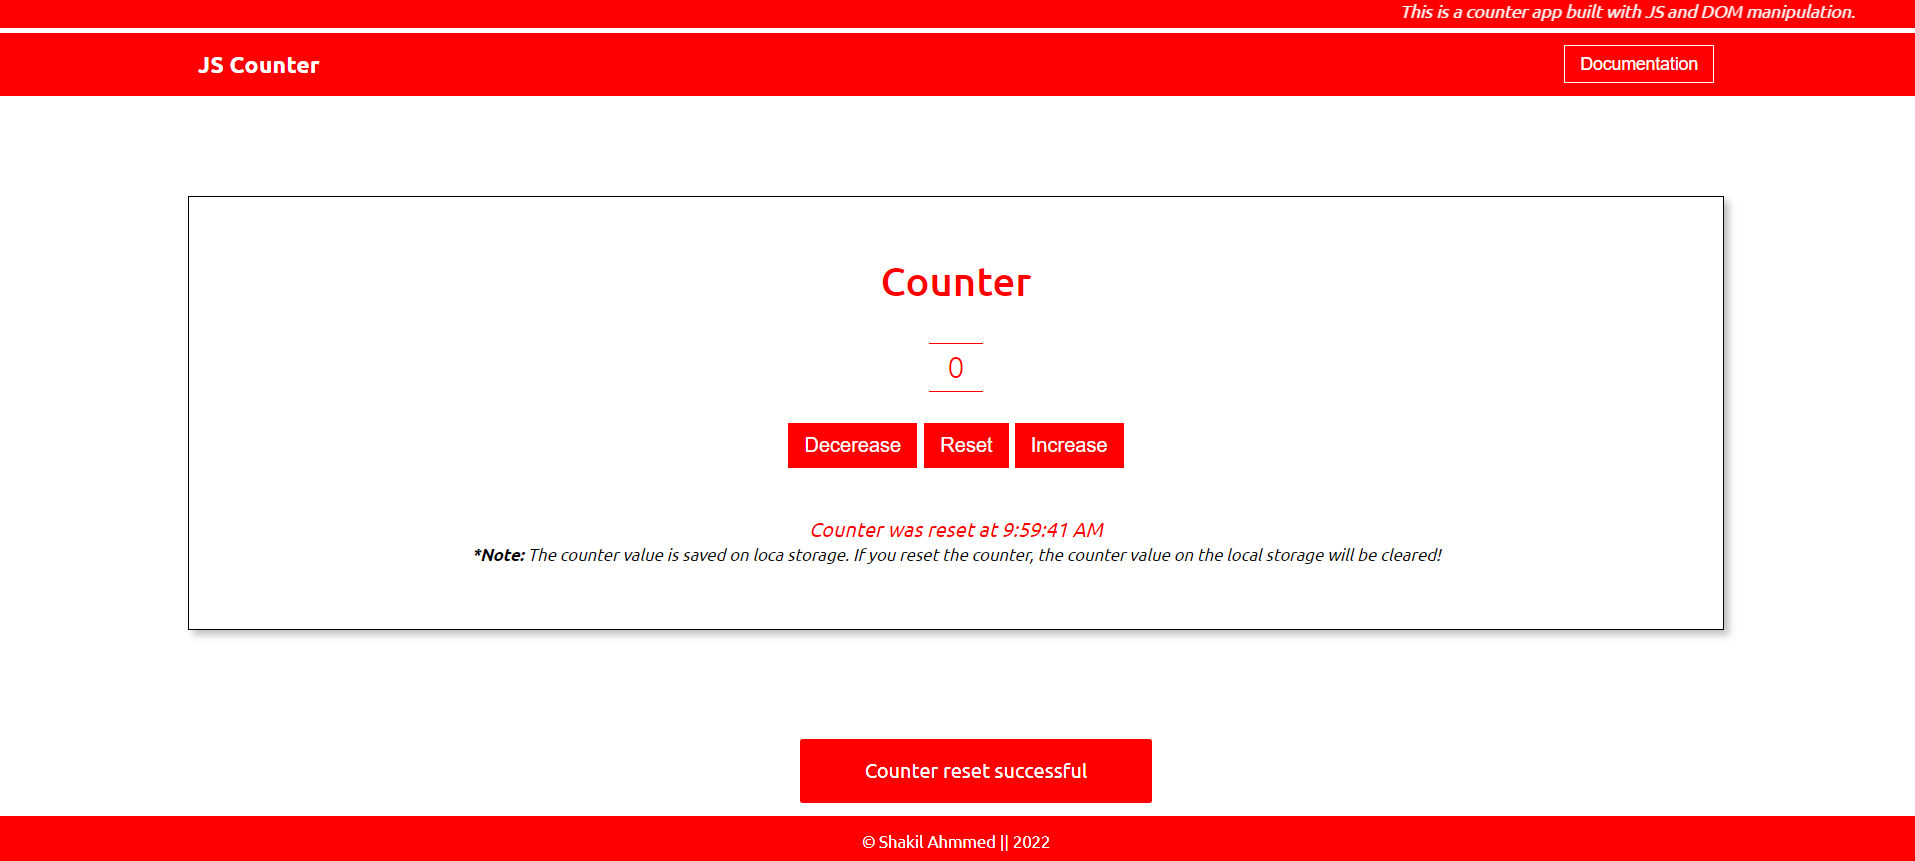 This is a counter app built with JS and DOM manipulation.
JS Counter
Documentation
Counter
0
Decerease
Reset
Increase
Counter was reset at 9:59:41 AM
*Note: The counter value is saved on loca storage. If you reset the counter, the counter value on the local storage will be cleared!
Counter reset successful
© Shakil Ahmmed || 2022